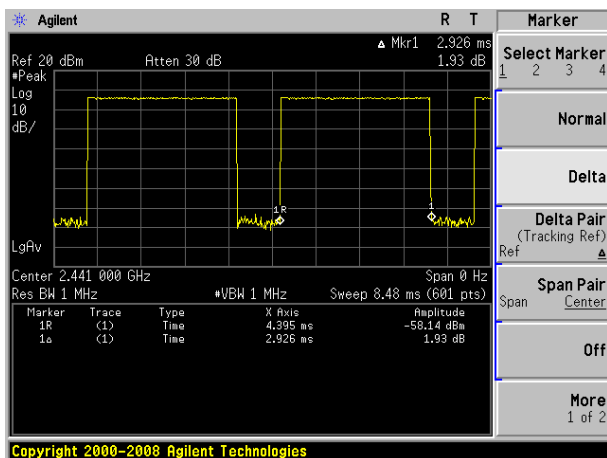 Agilent R T Marker
▵ Mkr1 2.926 ms
Ref 20 dBm Atten 30 dB 1.93 dB
#Peak
Log
10
dB/
1R 1
LgAv
Center 2.441 000 GHz Span 0 Hz
Res BW 1 MHz #VBW 1 MHz Sweep 8.48 ms (601 pts)
Marker Trace Type X Axis Amplitude
1R (1) Time 4.395 ms -58.14 dBm
1▵ (1) Time 2.926 ms 1.93 dB
Copyright 2000-2008 Agilent Technologies
Select Marker
1 2 3 4
Normal
Delta
Delta Pair
(Tracking Ref)
Ref ▵
Span Pair
Span Center
Off
More
1 of 2